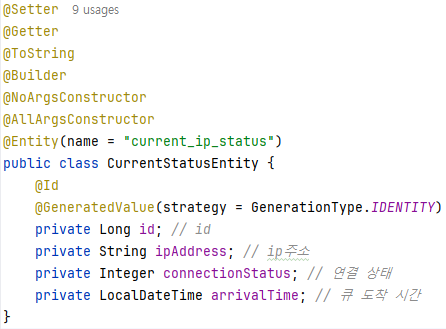 @Setter 9 usages
@Getter
@ToString
@Builder
@NoArgsConstructor
@AllArgsConstructor
@Entity(name = "current_ip_status")
public class CurrentStatusEntity {
@Id
@GeneratedValue(strategy = GenerationType.IDENTITY)
private Long id; // id
private String ipAddress; // ip주소
private Integer connectionStatus; // 연결 상태
private LocalDateTime arrivalTime; // 큐 도착 시간
}